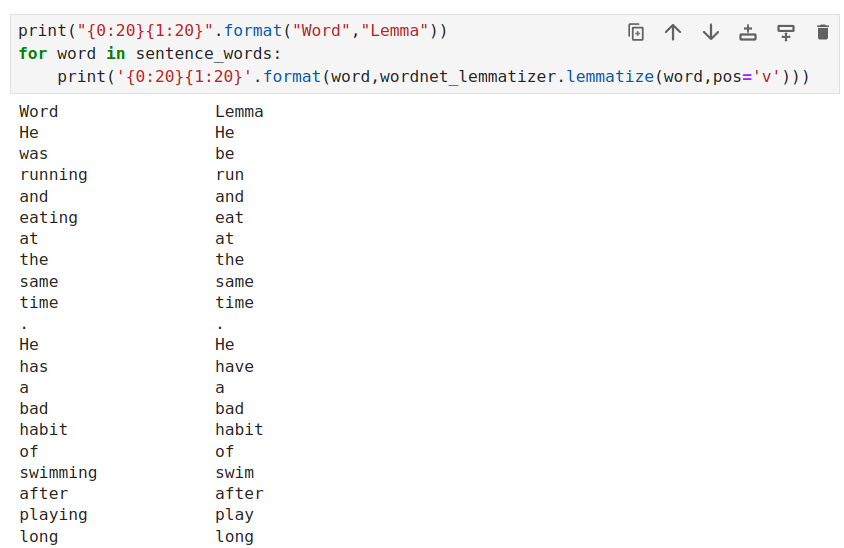 print("{0:20}{1:20}".format("Word","Lemma"))
for word in sentence_words:
    print('{0:20}{1:20}'.format(word,wordnet_lemmatizer.lemmatize(word,pos='v')))
Word                Lemma
He                  He
was                 be
running             run
and                 and
eating              eat
at                  at
the                 the
same                same
time                time
.                   .
He                  He
has                 have
a                   a
bad                 bad
habit               habit
of                  of
swimming            swim
after               after
playing             play
long                long